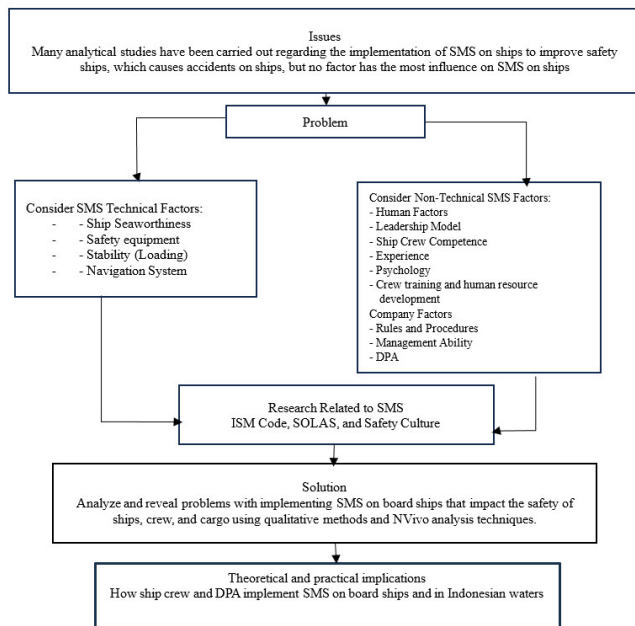 Issues
Many analytical studies have been carried out regarding the implementation of SMS on ships to improve safety
ships, which causes accidents on ships, but no factor has the most influence on SMS on ships
Problem
Consider SMS Technical Factors:
- - Ship Seaworthiness
- - Safety equipment
- - Stability (Loading)
- - Navigation System
Consider Non-Technical SMS Factors:
- Human Factors
- Leadership Model
- Ship Crew Competence
- Experience
- Psychology
- Crew training and human resource
development
Company Factors
- Rules and Procedures
- Management Ability
- DPA
Research Related to SMS
ISM Code, SOLAS, and Safety Culture
Solution
Analyze and reveal problems with implementing SMS on board ships that impact the safety of
ships, crew, and cargo using qualitative methods and NVivo analysis techniques.
Theoretical and practical implications
How ship crew and DPA implement SMS on board ships and in Indonesian waters